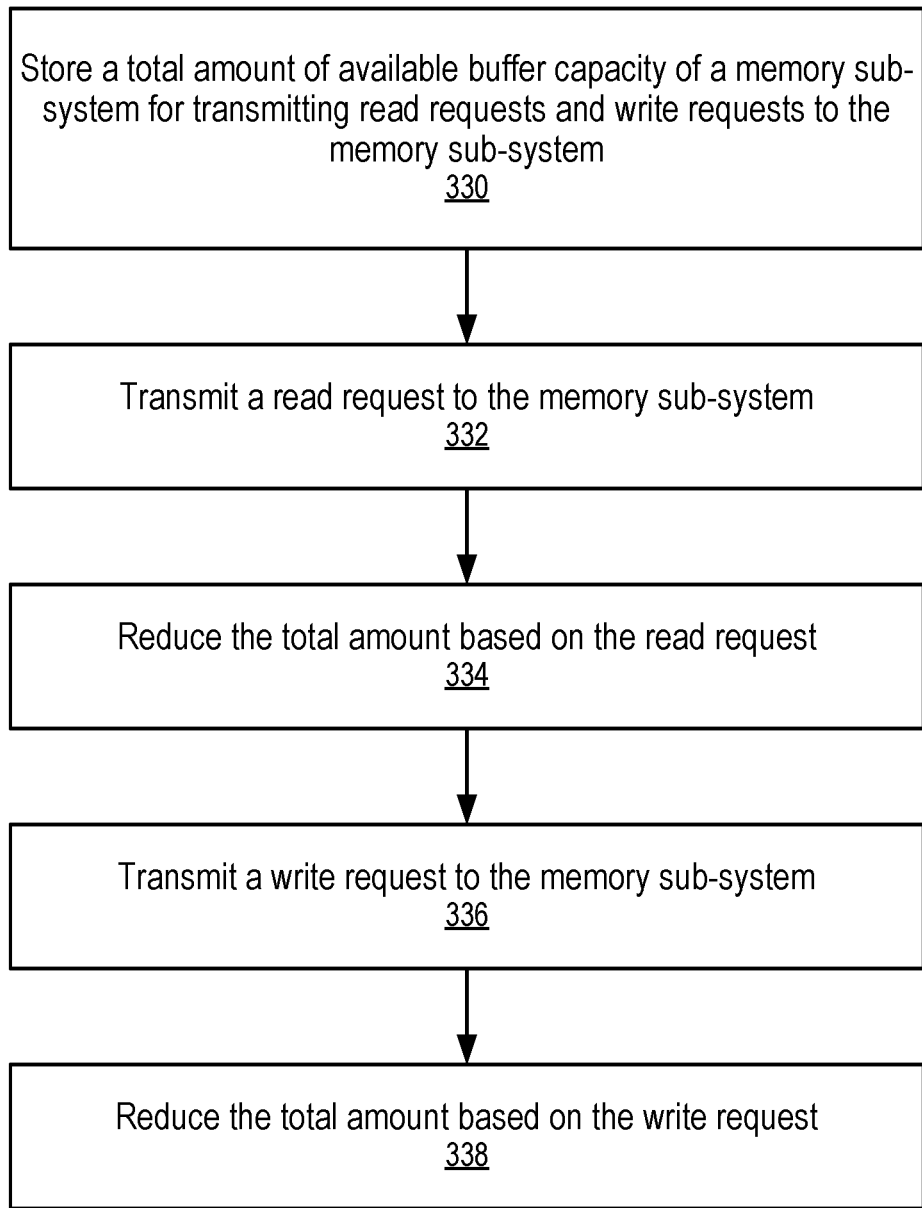 Store a total amount of available buffer capacity of a memory sub-
system for transmitting read requests and write requests to the
memory sub-system
330
Transmit a read request to the memory sub-system
332
Reduce the total amount based on the read request
334
Transmit a write request to the memory sub-system
336
Reduce the total amount based on the write request
338